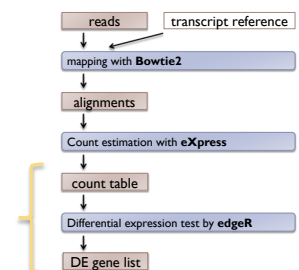 reads
transcript reference
mapping with Bowtie2
alignments
Count estimation with eXpress
count table
Differential expression test by edgeR
DE gene list